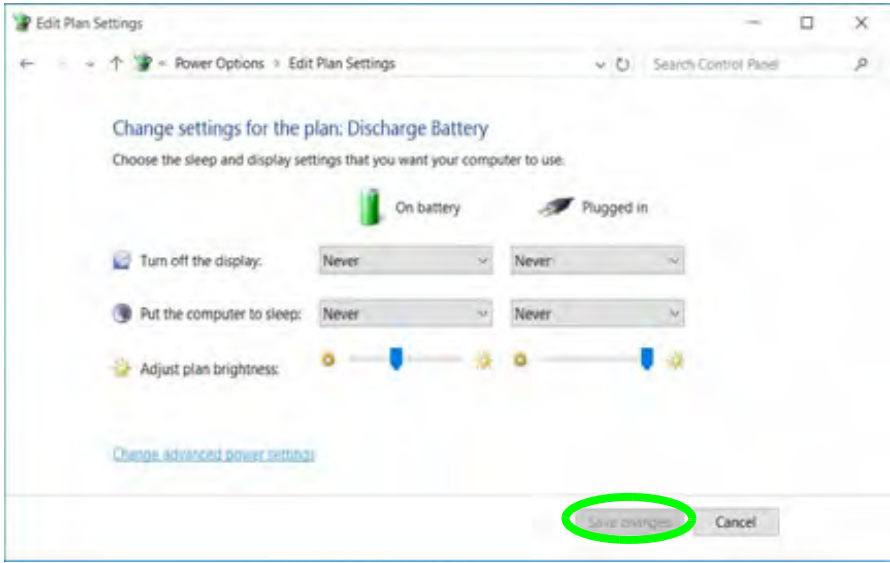 Edit Plan Settings
« Power Options > Edit Plan Settings
Search Control Panel
Change settings for the plan: Discharge Battery
Choose the sleep and display settings that you want your computer to use.
On battery Plugged in
Turn off the display: Never Never
Put the computer to sleep: Never Never
Adjust plan brightness:
Change advanced power settings
Save changes Cancel